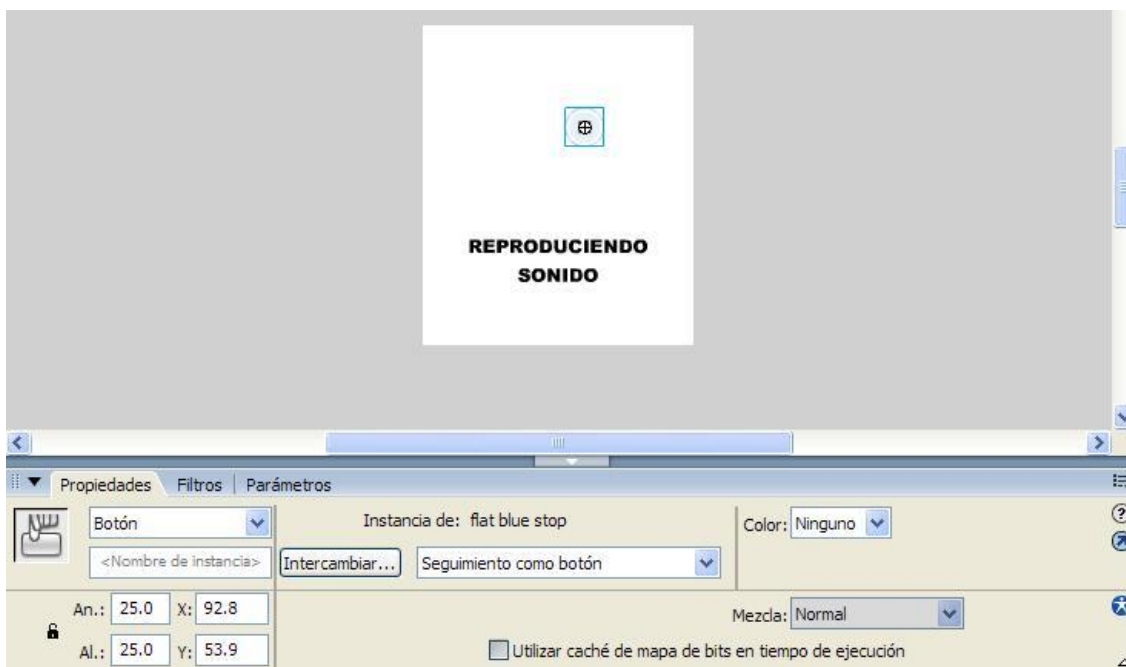 REPRODUCIENDO
SONIDO
Propiedades Filtros Parámetros
Botón Instancia de: flat blue stop Color: Ninguno
<Nombre de instancia> Intercambiar... Seguimiento como botón
An.: 25.0 X: 92.8 Mezcla: Normal
Al.: 25.0 Y: 53.9 Utilizar caché de mapa de bits en tiempo de ejecución